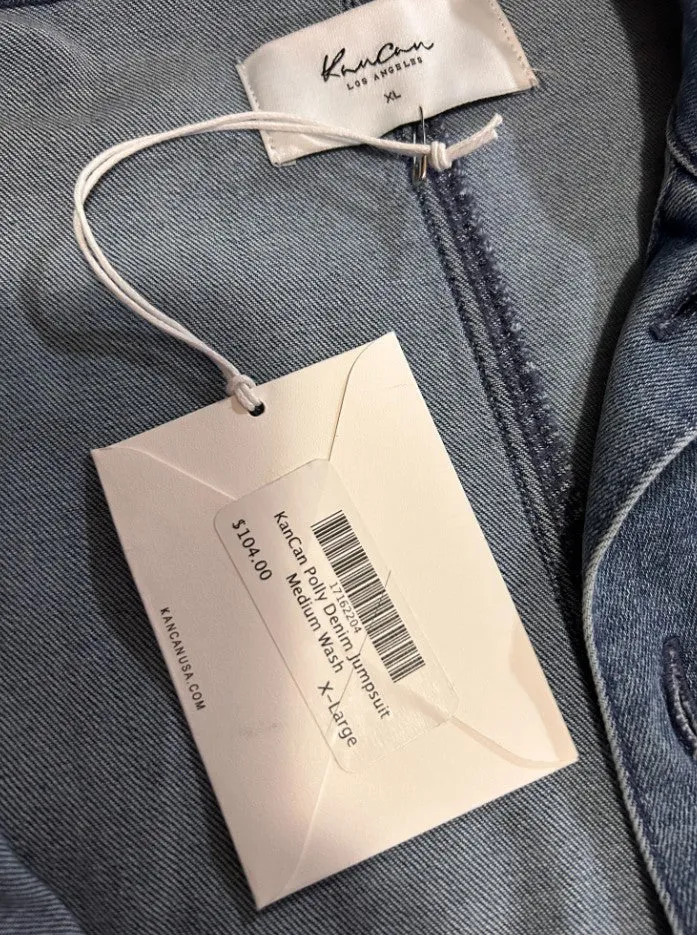 KanCan
LOS ANGELES
XL
17162204
KanCan Polly Denim Jumpsuit
Medium Wash
$104.00
X-Large
KANCANUSA.COM